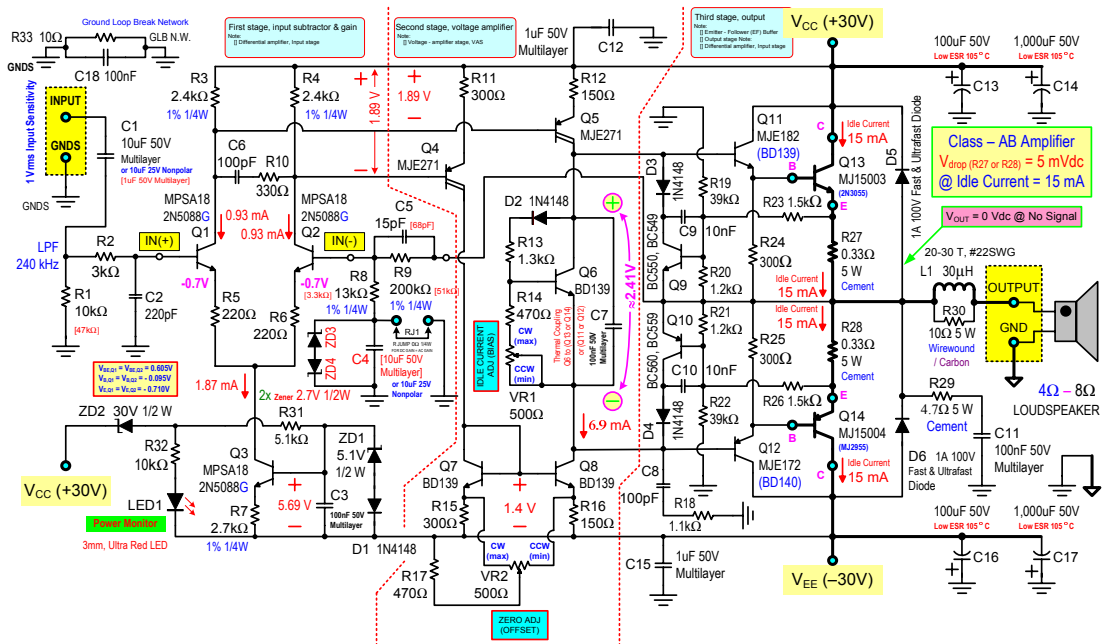 Ground Loop Break Network
R33 10Ω
GLB N.W.
C18 100nF
GNDS
First stage, input subtractor & gain
Note:
[] Differential amplifier, Input stage
Second stage, voltage amplifier
Note:
[] Voltage - amplifier stage, VAS
Third stage, output
Note:
[] Emitter - Follower (EF) Buffer
[] Output stage Note:
[] Differential amplifier, Input stage
1uF 50V
Multilayer
C12
VCC (+30V)
100uF 50V
Low ESR 105°C
C13
1,000uF 50V
Low ESR 105°C
C14
1 Vrms Input Sensitivity
INPUT
GNDS
GNDS
C1
10uF 50V
Multilayer
or 10uF 25V
Nonpolar
[1uF 50V Multilayer]
R3
2.4kΩ
1% 1/4W
R4
2.4kΩ
1% 1/4W
+
1.89 V
−
+
1.89 V
−
R11
300Ω
R12
150Ω
Q5
MJE271
Q4
MJE271
C6
100pF
R10
330Ω
MPSA18
2N5088G
Q1
0.93 mA
0.93 mA
MPSA18
2N5088G
Q2
C5
15pF
[68pF]
LPF
240 kHz
R2
3kΩ
IN(+)
IN(-)
-0.7V
-0.7V
R1
10kΩ
[47kΩ]
C2
220pF
R5
220Ω
R6
220Ω
[3.3kΩ]
R8
13kΩ
1% 1/4W
R9
200kΩ
[51kΩ]
1% 1/4W
RJ1
RJUMP 0Ω 1/4W
FOR DC GAIN = AC GAIN
ZD3
ZD4
C4
[10uF 50V
Multilayer]
or 10uF 25V
Nonpolar
2x Zener 2.7V 1/2W
VBE,Q1 = VBE,Q2 = 0.605V
VB,Q1 = VB,Q2 = - 0.095V
VE,Q1 = VE,Q2 = - 0.710V
1.87 mA
ZD2
30V 1/2 W
R31
5.1kΩ
R32
10kΩ
VCC (+30V)
LED1
Power Monitor
3mm, Ultra Red LED
Q3
MPSA18
2N5088G
R7
2.7kΩ
1% 1/4W
+
5.69 V
−
C3
100nF 50V
Multilayer
ZD1
5.1V
1/2 W
D1 1N4148
D2 1N4148
R13
1.3kΩ
R14
470Ω
CW
(max)
CCW
(min)
VR1
500Ω
IDLE CURRENT
ADJ (BIAS)
Q6
BD139
Thermal Coupling
Q6 to (Q13 or Q14)
or (Q11 or Q12)
C7
100nF 50V
Multilayer
+
≈2.41V
−
6.9 mA
Q7
BD139
Q8
BD139
R15
300Ω
+
1.4 V
−
R16
150Ω
CW
(max)
CCW
(min)
R17
470Ω
VR2
500Ω
ZERO ADJ
(OFFSET)
D3
1N4148
R19
39kΩ
C9
10nF
BC550, BC549
Q9
R20
1.2kΩ
Q10
BC560, BC559
R21
1.2kΩ
C10
10nF
D4
1N4148
R22
39kΩ
C8
100pF
R18
1.1kΩ
C15
1uF 50V
Multilayer
Q11
MJE182
(BD139)
B
C
Idle Current
15 mA
Q13
MJ15003
(2N3055)
E
R23 1.5kΩ
R24
300Ω
R25
300Ω
R27
0.33Ω
5 W
Cement
Idle Current
15 mA
15 mA
R28
0.33Ω
5 W
Cement
R26 1.5kΩ
E
Q14
MJ15004
(MJ2955)
B
C
Idle Current
15 mA
Q12
MJE172
(BD140)
D5
1A 100V Fast & Ultrafast Diode
Class – AB Amplifier
Vdrop (R27 or R28) = 5 mVdc
@ Idle Current = 15 mA
VOUT = 0 Vdc @ No Signal
20-30 T, #22SWG
L1 30µH
R30
10Ω 5 W
Wirewound
/ Carbon
OUTPUT
GND
4Ω – 8Ω
LOUDSPEAKER
R29
4.7Ω 5 W
Cement
C11
100nF 50V
Multilayer
D6 1A 100V
Fast & Ultrafast
Diode
VEE (–30V)
100uF 50V
Low ESR 105°C
C16
1,000uF 50V
Low ESR 105°C
C17